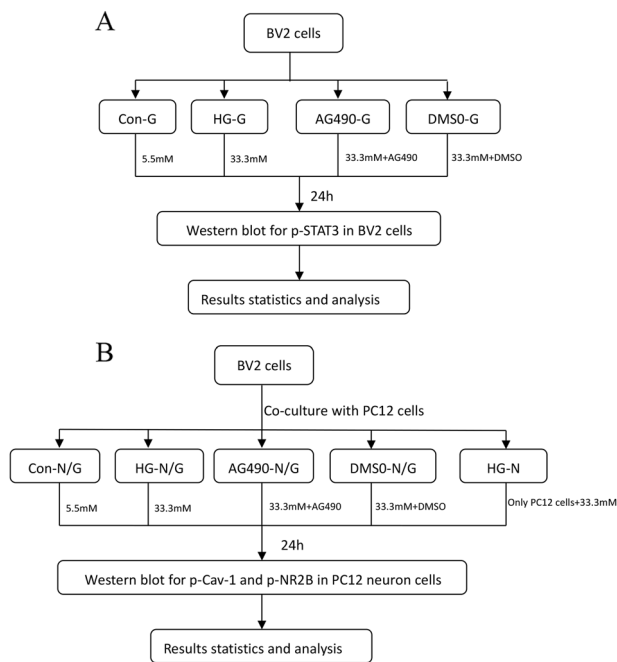 A
BV2 cells
Con-G HG-G AG490-G DMS0-G
5.5mM 33.3mM 33.3mM+AG490 33.3mM+DMSO
24h
Western blot for p-STAT3 in BV2 cells
Results statistics and analysis
B
BV2 cells
Co-culture with PC12 cells
Con-N/G HG-N/G AG490-N/G DMS0-N/G HG-N
5.5mM 33.3mM 33.3mM+AG490 33.3mM+DMSO Only PC12 cells+33.3mM
24h
Western blot for p-Cav-1 and p-NR2B in PC12 neuron cells
Results statistics and analysis